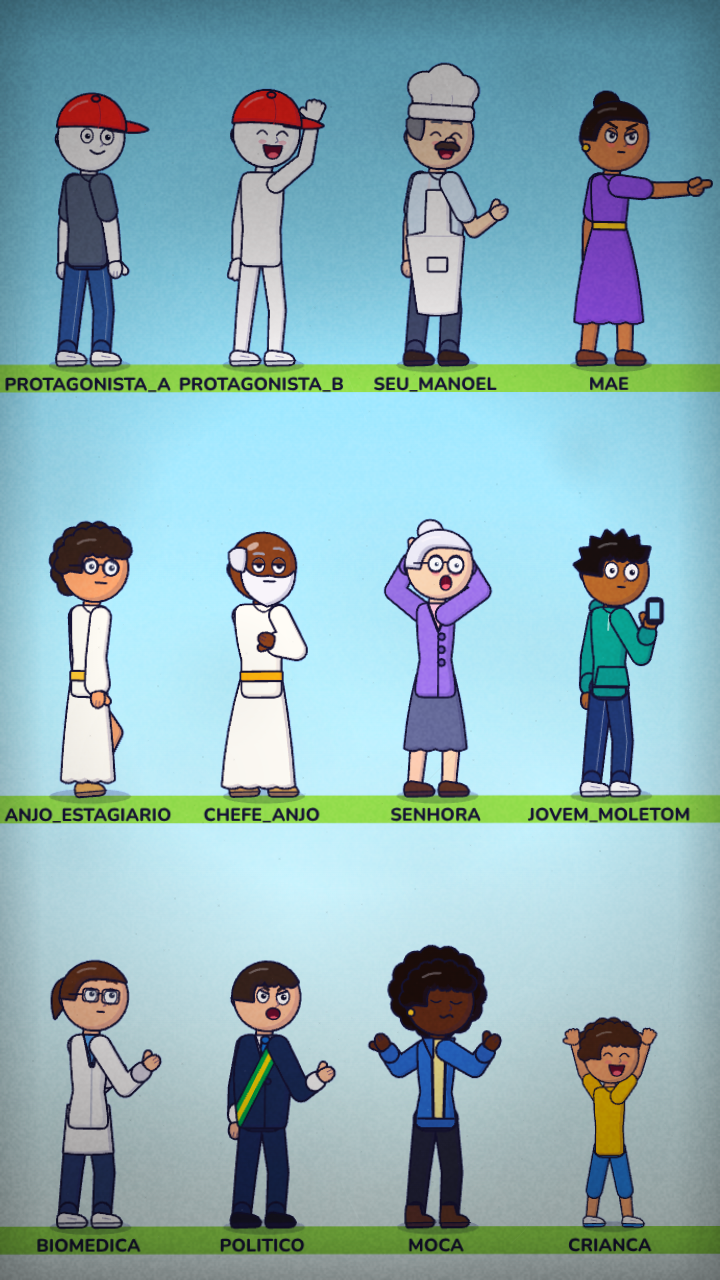 PROTAGONISTA_A PROTAGONISTA_B SEU_MANOEL MAE
ANJO_ESTAGIARIO CHEFE_ANJO SENHORA JOVEM_MOLETOM
BIOMEDICA POLITICO MOCA CRIANCA